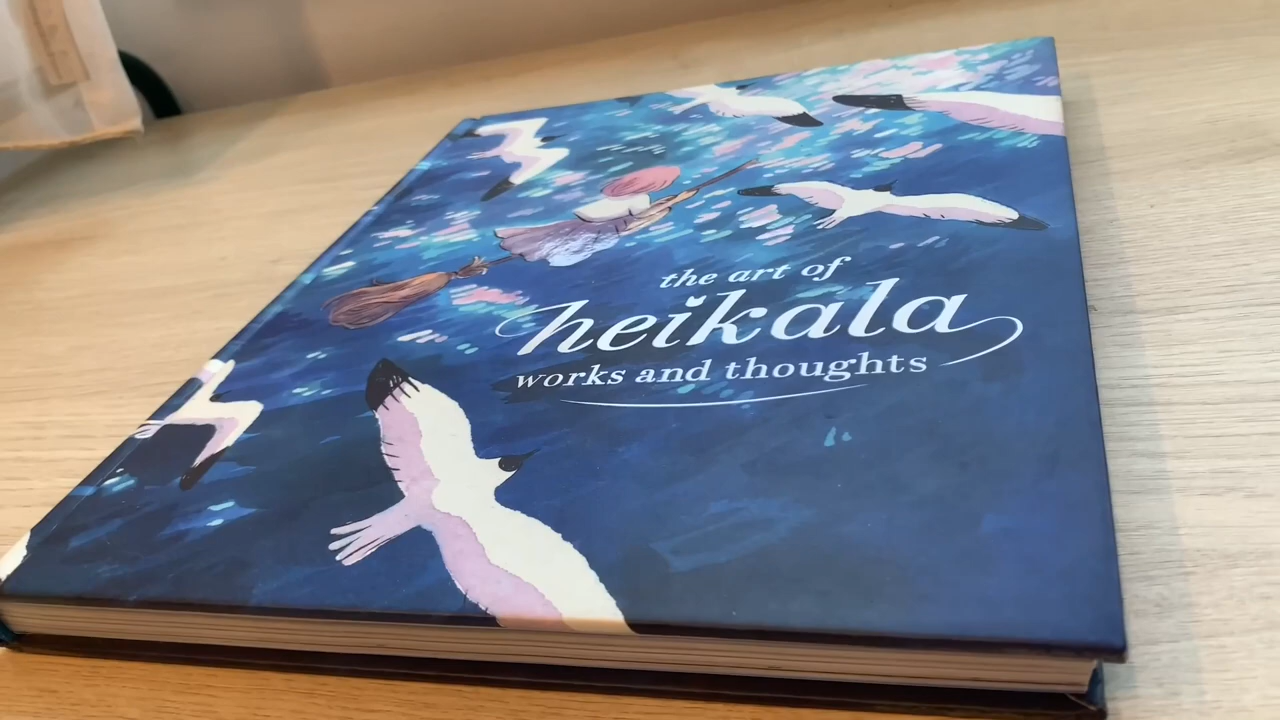 the art of
heikala
works and thoughts